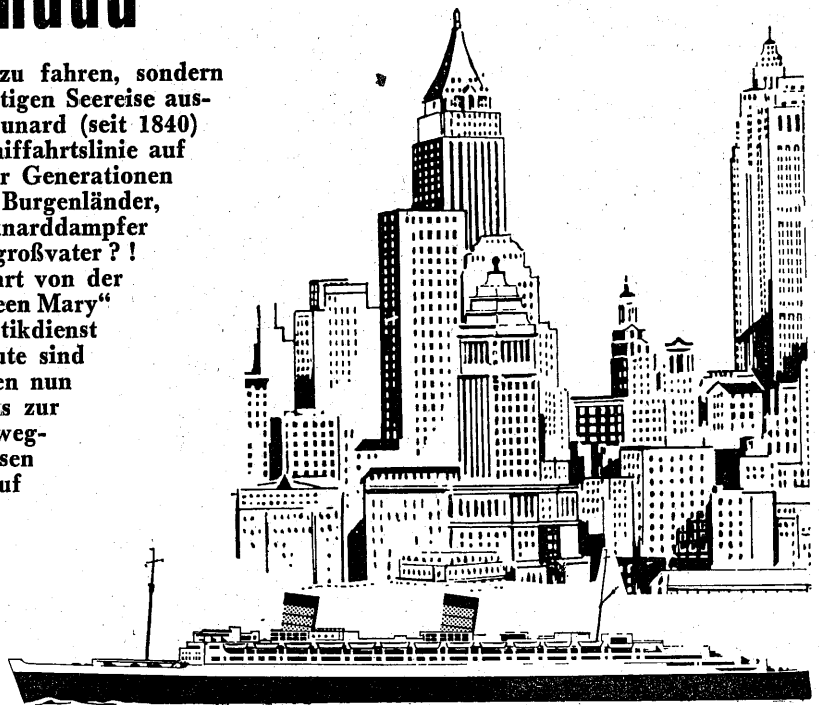 zu fahren, sondern
tigen Seereise aus-
unard (seit 1840)
iffahrtslinie auf
r Generationen
Burgenländer,
narddampfer
großvater ? !
art von der
een Mary“
tikdienst
ute sind
en nun
s zur
weg-
sen
uf